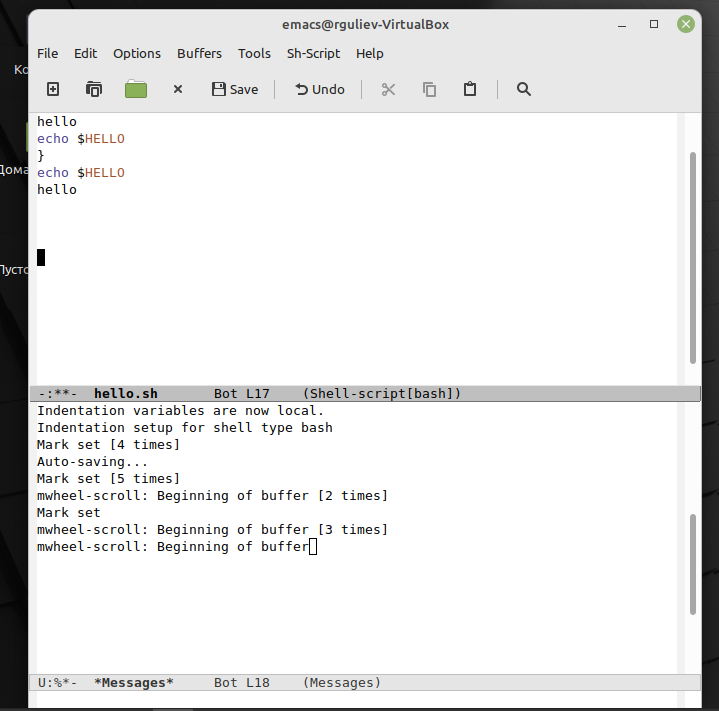 emacs@rguliev-VirtualBox
File Edit Options Buffers Tools Sh-Script Help
Save Undo
Ко
Дома
Пусто
hello
echo $HELLO
}
echo $HELLO
hello
-:**-  hello.sh       Bot L17    (Shell-script[bash])
Indentation variables are now local.
Indentation setup for shell type bash
Mark set [4 times]
Auto-saving...
Mark set [5 times]
mwheel-scroll: Beginning of buffer [2 times]
Mark set
mwheel-scroll: Beginning of buffer [3 times]
mwheel-scroll: Beginning of buffer
U:%*-  *Messages*     Bot L18    (Messages)